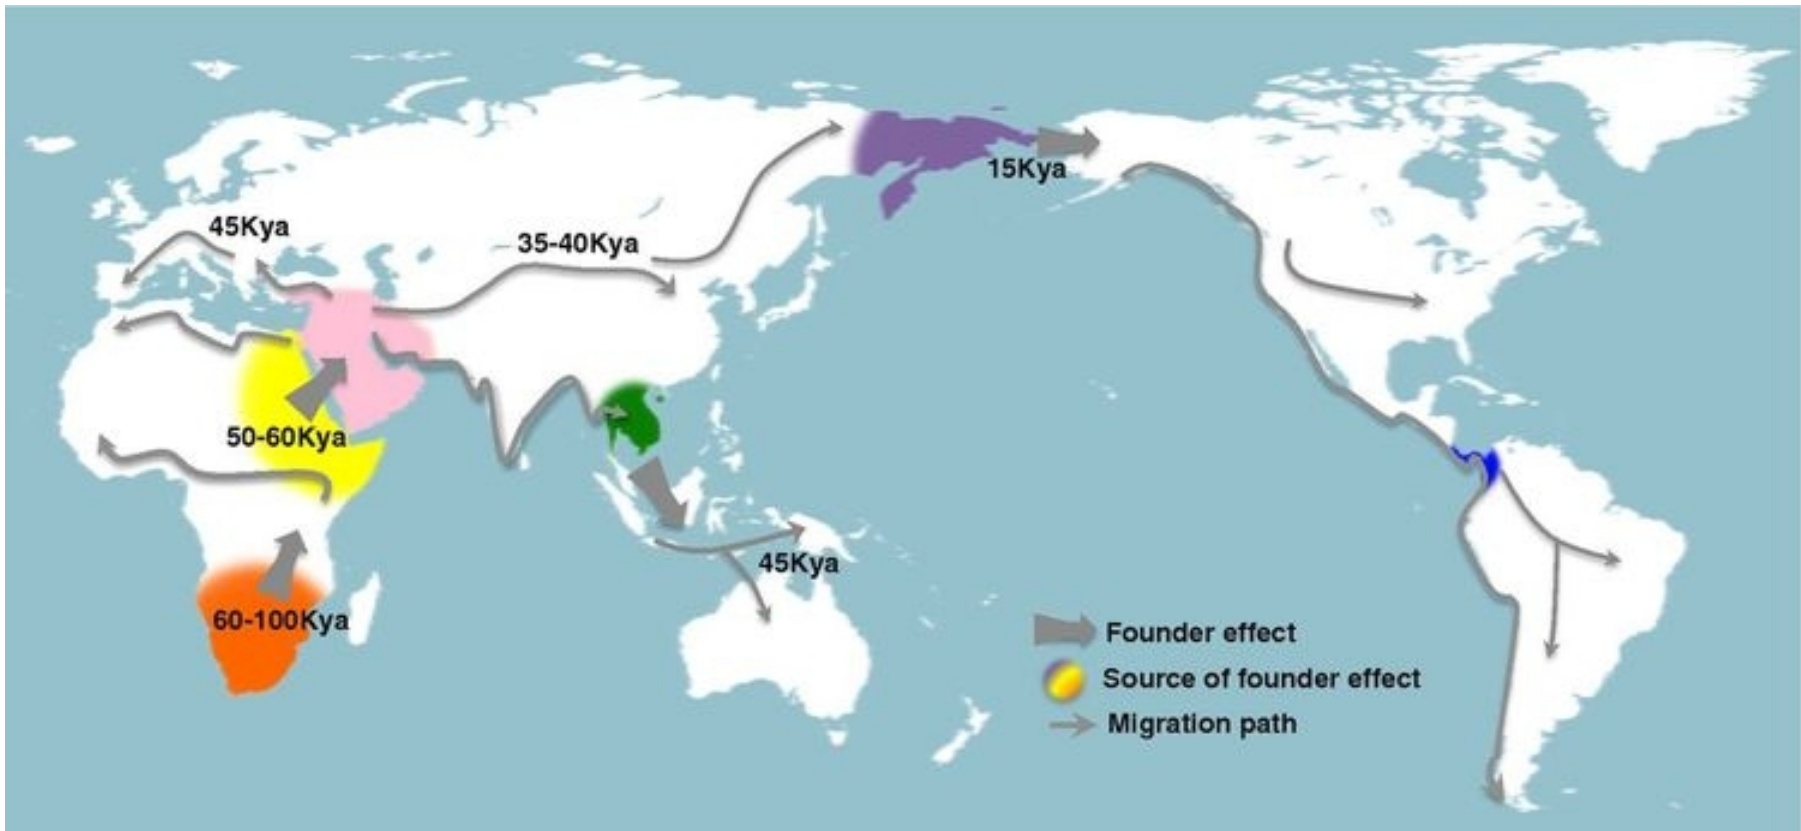 15Kya
45Kya
35-40Kya
50-60Kya
45Kya
60-100Kya
Founder effect
Source of founder effect
Migration path